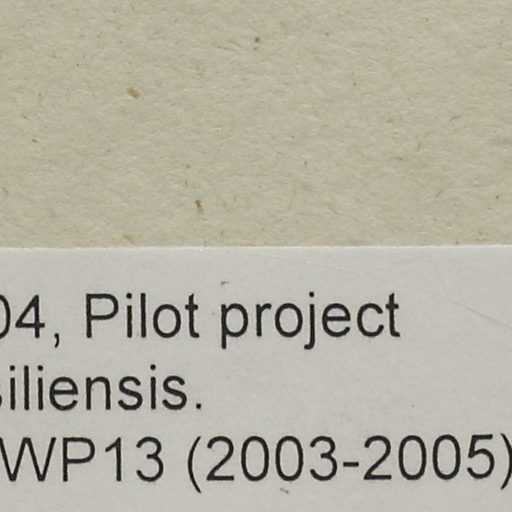 04, Pilot project
siliensis.
WP13 (2003-2005)